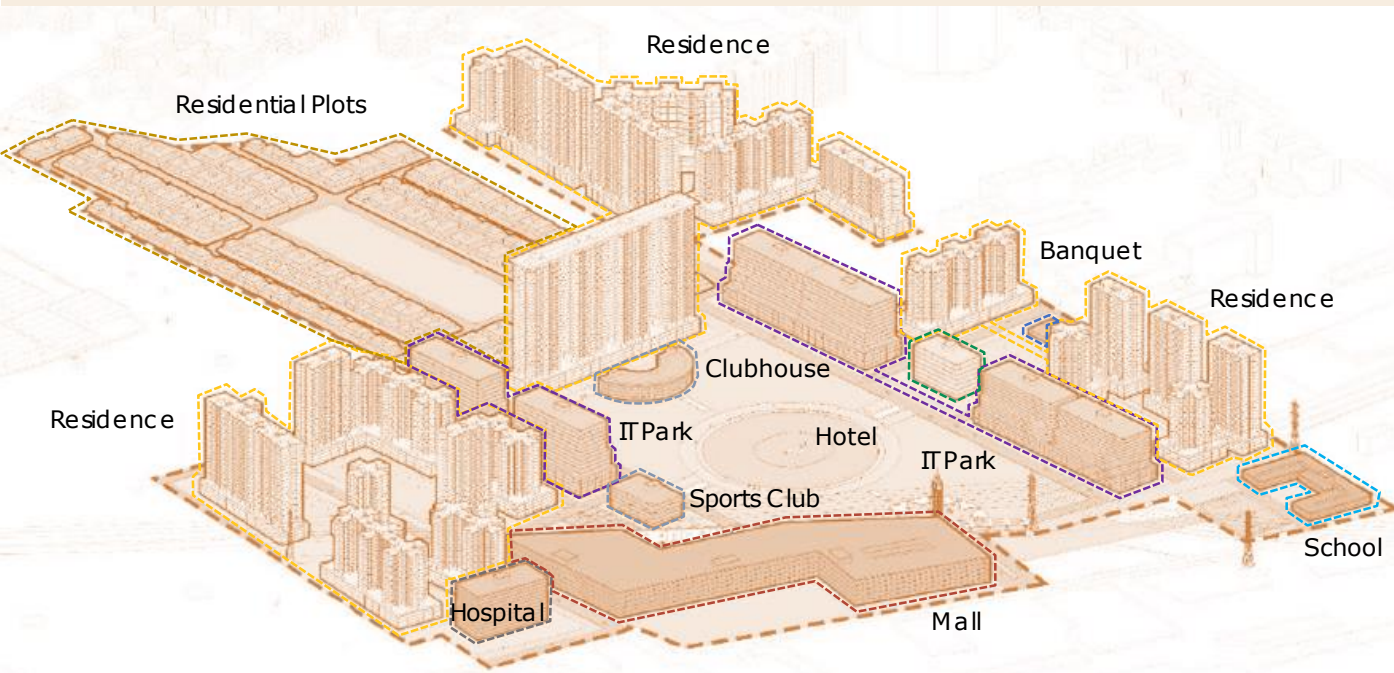 Residence
Residential Plots
Banquet
Residence
Clubhouse
Residence
IT Park
Hotel
IT Park
Sports Club
School
Hospital
Mall